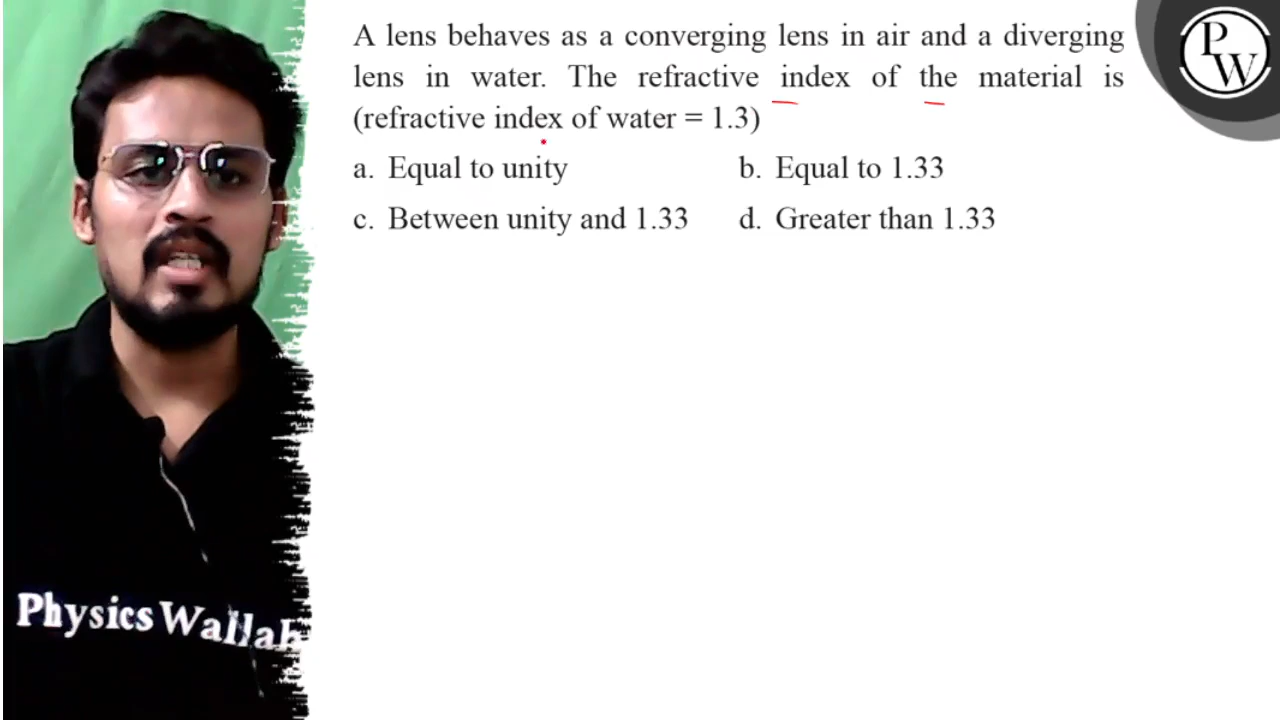 A lens behaves as a converging lens in air and a diverging
lens in water. The refractive index of the material is
(refractive index of water = 1.3)
a. Equal to unity
b. Equal to 1.33
c. Between unity and 1.33
d. Greater than 1.33
PW
Physics Wallah